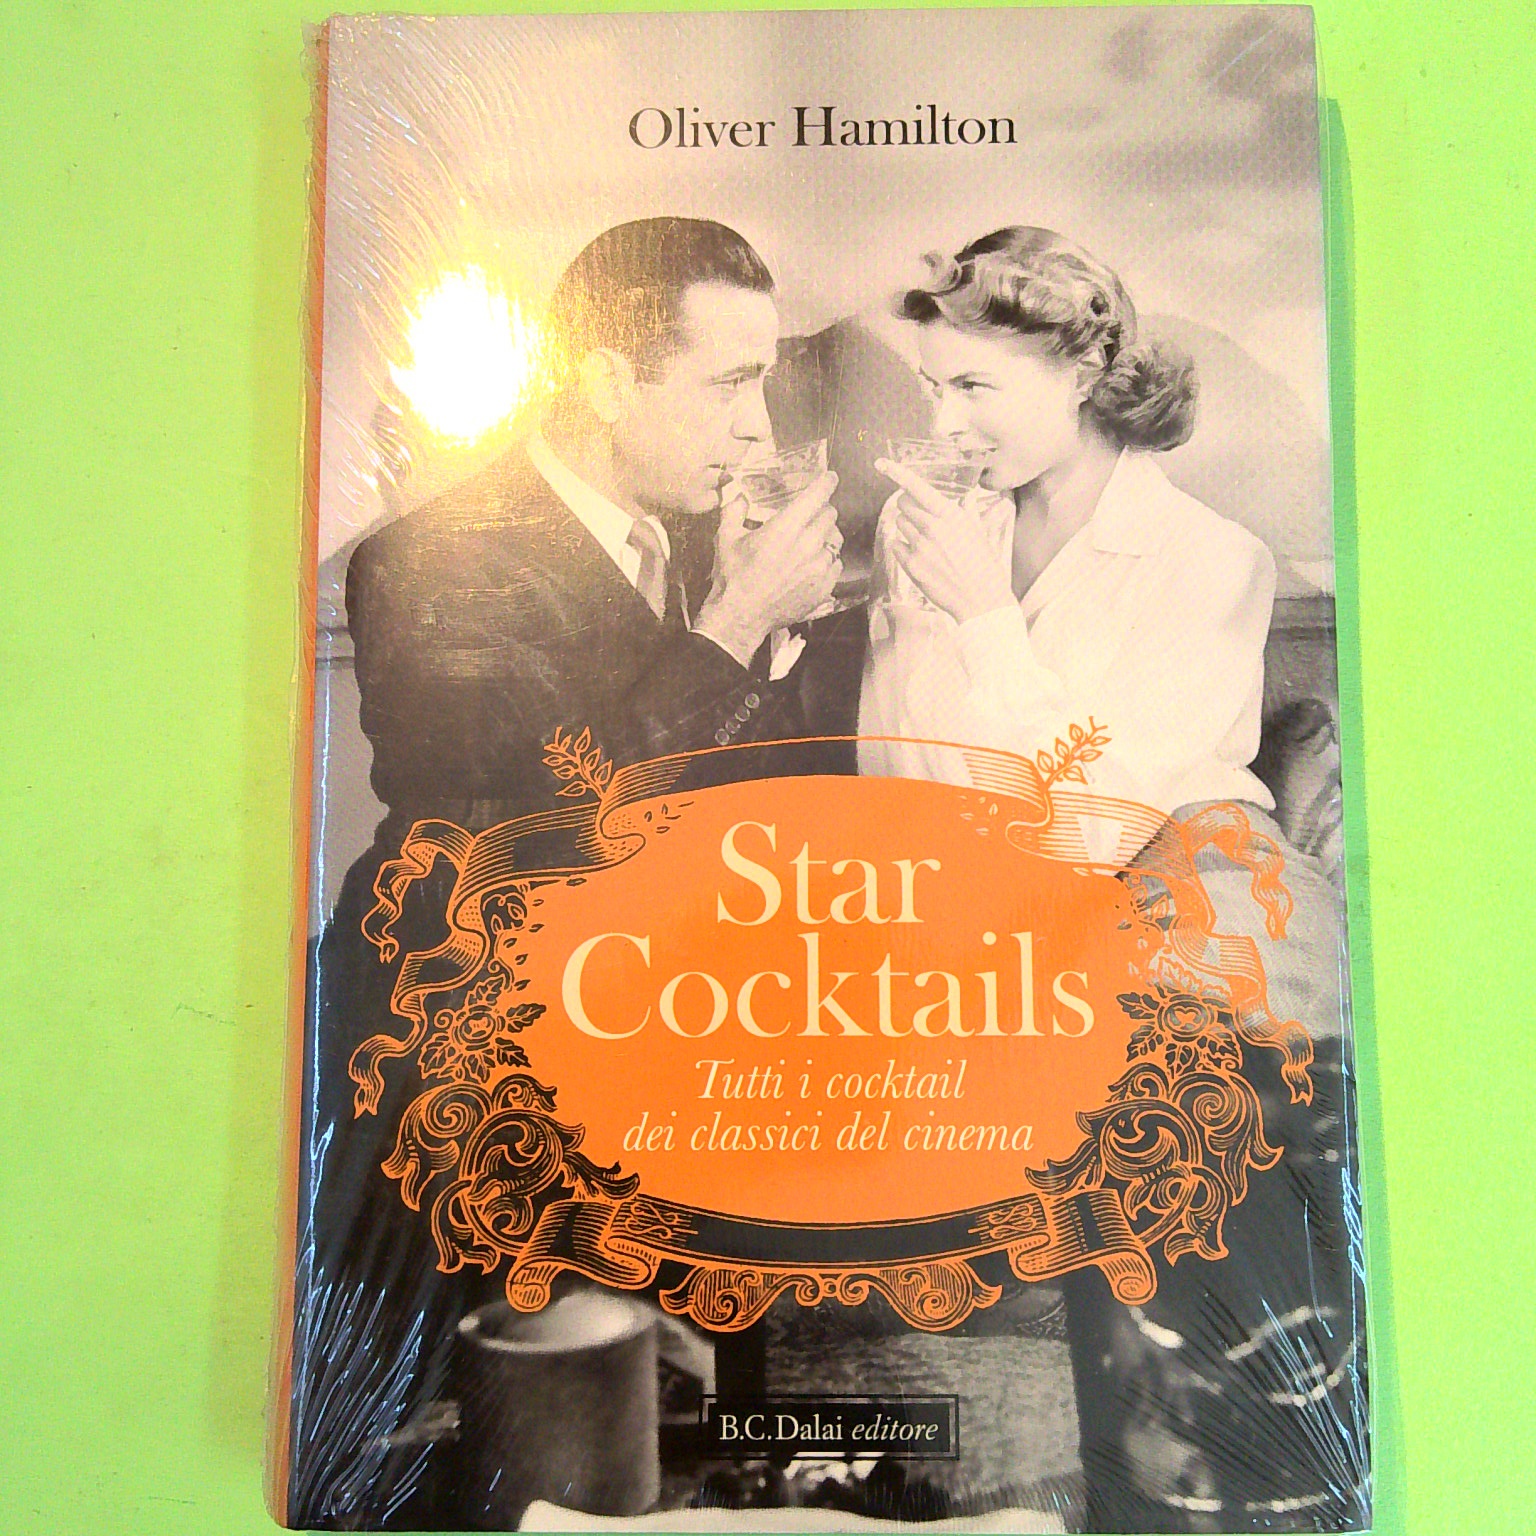 Oliver Hamilton
Star
Cocktails
Tutti i cocktail
dei classici del cinema
B.C.Dalai editore